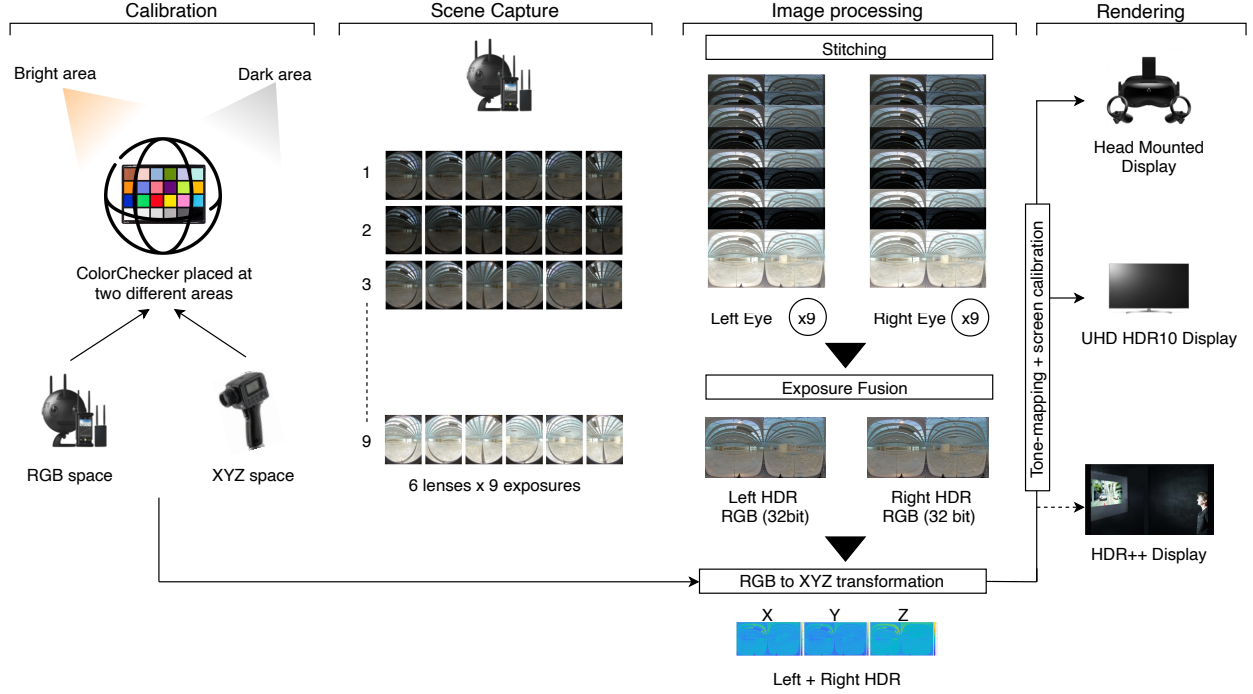 Calibration
Scene Capture
Image processing
Rendering
Bright area
Dark area
ColorChecker placed at
two different areas
RGB space
XYZ space
1
2
3
9
6 lenses x 9 exposures
Stitching
Left Eye
x9
Right Eye
x9
Exposure Fusion
Left HDR
RGB (32bit)
Right HDR
RGB (32 bit)
RGB to XYZ transformation
X
Y
Z
Left + Right HDR
Tone-mapping + screen calibration
Head Mounted
Display
UHD HDR10 Display
HDR++ Display